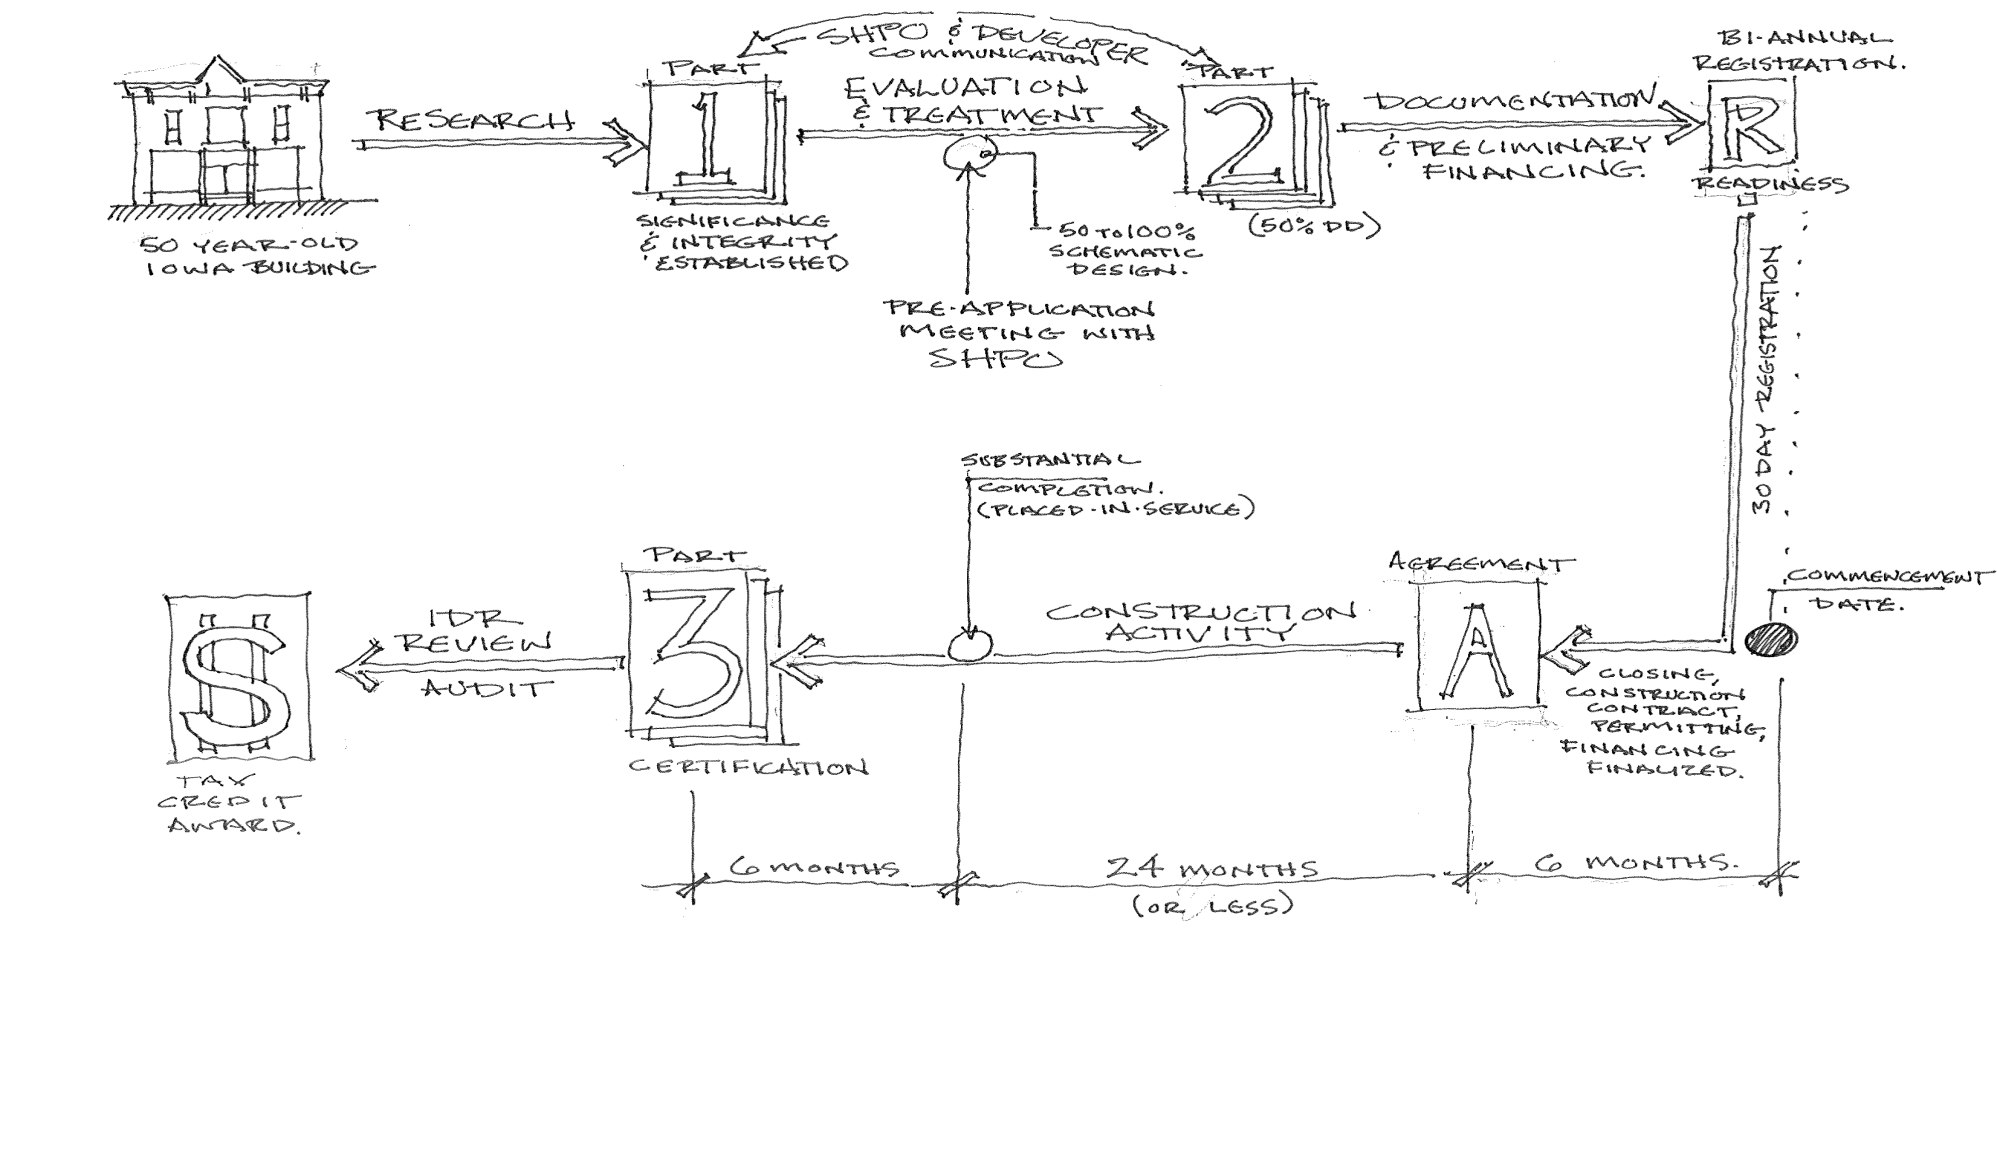 SHPO & DEVELOPER
COMMUNICATION
BI-ANNUAL
REGISTRATION.
PART
1
SIGNIFICANCE
& INTEGRITY
ESTABLISHED
RESEARCH
50 YEAR-OLD
IOWA BUILDING
EVALUATION
& TREATMENT
50 TO 100%
SCHEMATIC
DESIGN.
PRE-APPLICATION
MEETING WITH
SHPO
PART
2
(50% DD)
DOCUMENTATION
& PRELIMINARY
FINANCING.
R
READINESS
30 DAY REGISTRATION
COMMENCEMENT
DATE.
CLOSING,
CONSTRUCTION
CONTRACT,
PERMITTING,
FINANCING
FINALIZED.
AGREEMENT
A
CONSTRUCTION
ACTIVITY
SUBSTANTIAL
COMPLETION.
(PLACED-IN-SERVICE)
PART
3
CERTIFICATION
IDR
REVIEW
AUDIT
$
TAX
CREDIT
AWARD.
6 MONTHS
24 MONTHS
(OR LESS)
6 MONTHS.